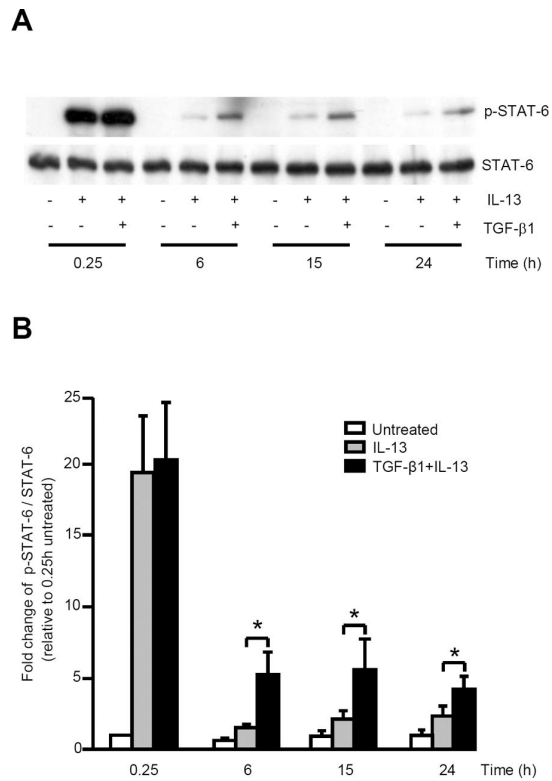 A
p-STAT-6
STAT-6
- + + - + + - + + - + + IL-13
- - + - - + - - + - - + TGF-β1
0.25 6 15 24 Time (h)
B
Fold change of p-STAT-6 / STAT-6
(relative to 0.25h untreated)
25
20
15
10
5
0
Untreated
IL-13
TGF-β1+IL-13
* * *
0.25 6 15 24 Time (h)